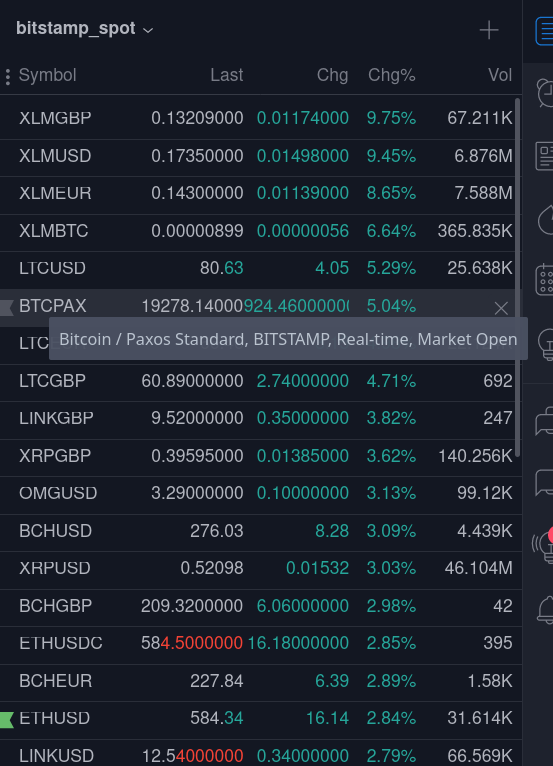 bitstamp_spot
Symbol Last Chg Chg% Vol
XLMGBP 0.13209000 0.01174000 9.75% 67.211K
XLMUSD 0.17350000 0.01498000 9.45% 6.876M
XLMEUR 0.14300000 0.01139000 8.65% 7.588M
XLMBTC 0.00000899 0.00000056 6.64% 365.835K
LTCUSD 80.63 4.05 5.29% 25.638K
BTCPAX 19278.14000 924.46000000 5.04%
Bitcoin / Paxos Standard, BITSTAMP, Real-time, Market Open
LTC
LTCGBP 60.89000000 2.74000000 4.71% 692
LINKGBP 9.52000000 0.35000000 3.82% 247
XRPGBP 0.39595000 0.01385000 3.62% 140.256K
OMGUSD 3.29000000 0.10000000 3.13% 99.12K
BCHUSD 276.03 8.28 3.09% 4.439K
XRPUSD 0.52098 0.01532 3.03% 46.104M
BCHGBP 209.3200000 6.06000000 2.98% 42
ETHUSDC 584.5000000 16.18000000 2.85% 395
BCHEUR 227.84 6.39 2.89% 1.58K
ETHUSD 584.34 16.14 2.84% 31.614K
LINKUSD 12.54000000 0.34000000 2.79% 66.569K